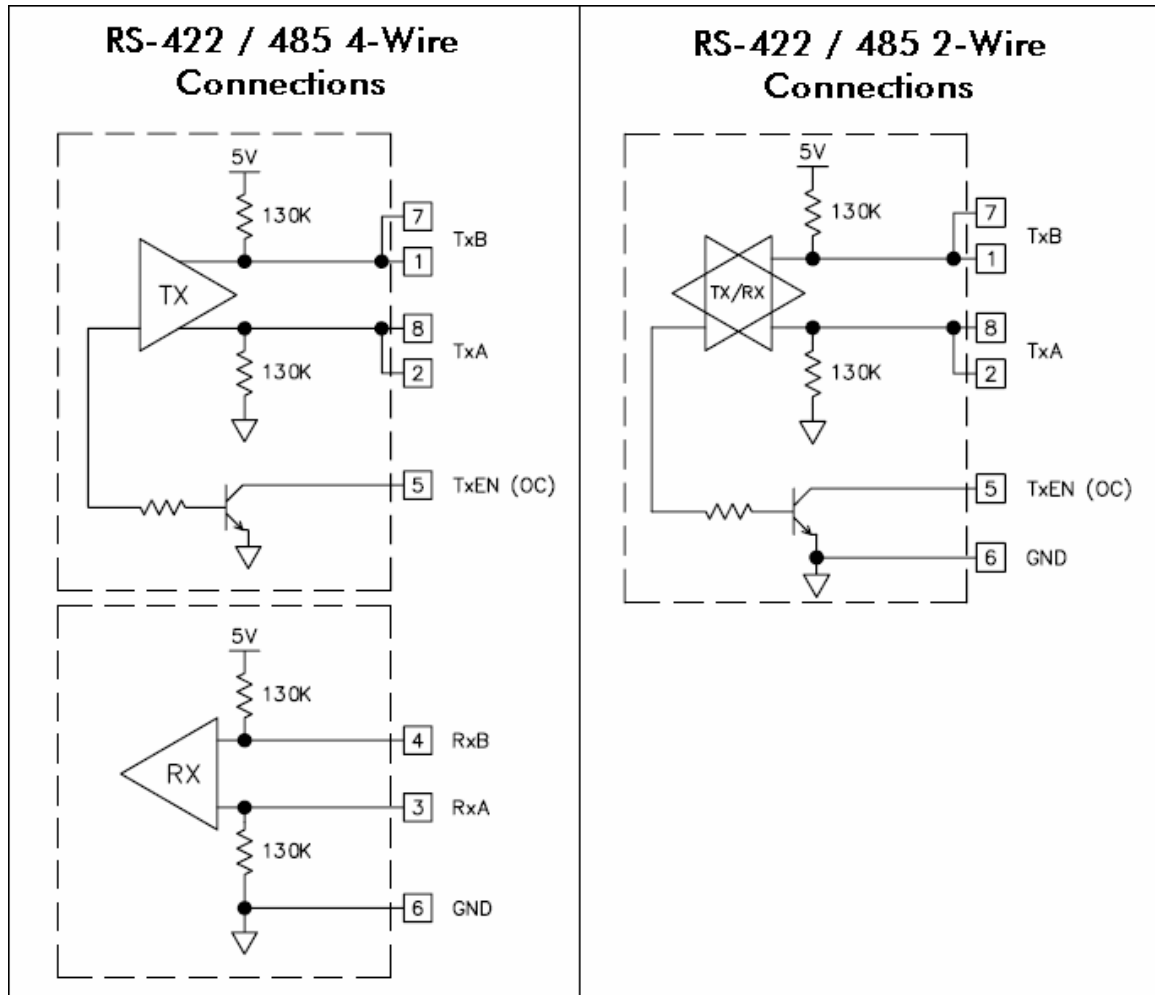 RS-422 / 485 4-Wire
Connections
5V
130K
7
TxB
1
TX
8
TxA
2
130K
5 TxEN (OC)
5V
130K
4 RxB
RX
3 RxA
130K
6 GND
RS-422 / 485 2-Wire
Connections
5V
130K
7
TxB
1
TX/RX
8
TxA
2
130K
5 TxEN (OC)
6 GND